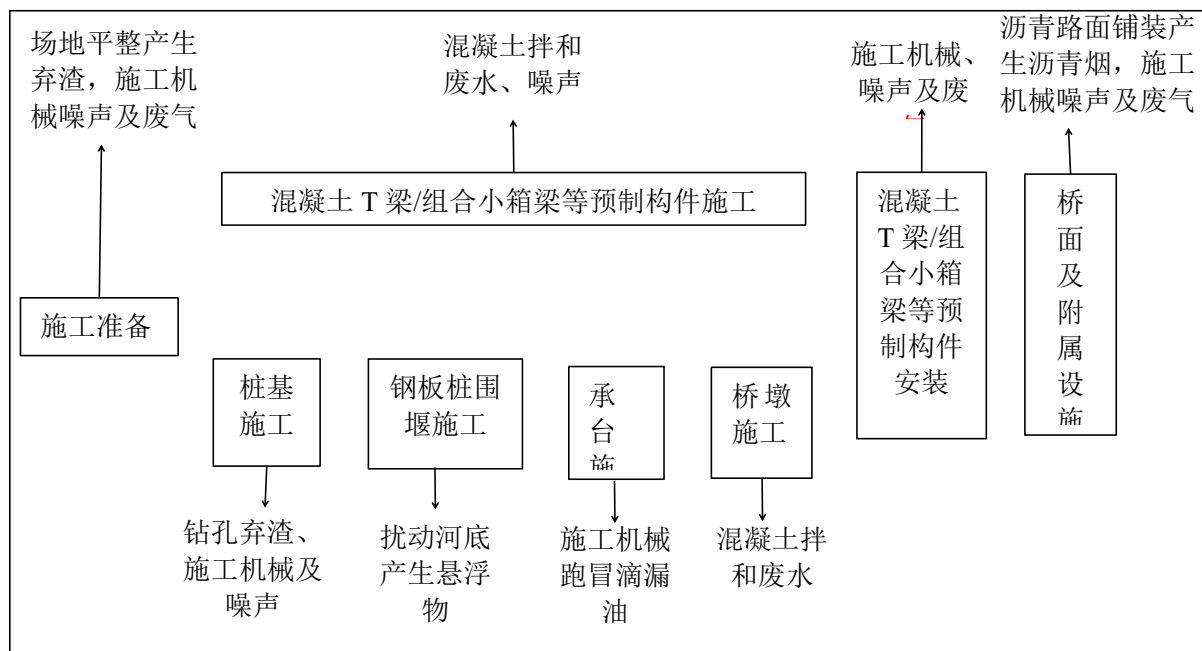 场地平整产生
弃渣，施工机
械噪声及废气
混凝土拌和
废水、噪声
施工机械、
噪声及废
沥青路面铺装产
生沥青烟，施工
机械噪声及废气
混凝土 T 梁/组合小箱梁等预制构件施工
混凝土
T 梁/组
合小箱
梁等预
制构件
安装
桥
面
及
附
属
设
施
施工准备
桩基
施工
钢板桩围
堰施工
承
台
施
桥墩
施工
钻孔弃渣、
施工机械及
噪声
扰动河底
产生悬浮
物
施工机械
跑冒滴漏
油
混凝土拌
和废水